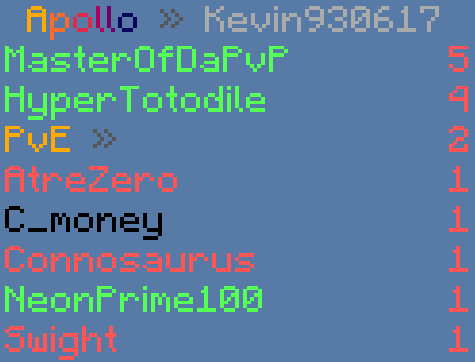 Apollo » Kevin930617
MasterOfDaPvP 5
HyperTotodile 4
PvE » 2
AtreZero 1
C_money 1
Connosaurus 1
NeonPrime100 1
Swight 1